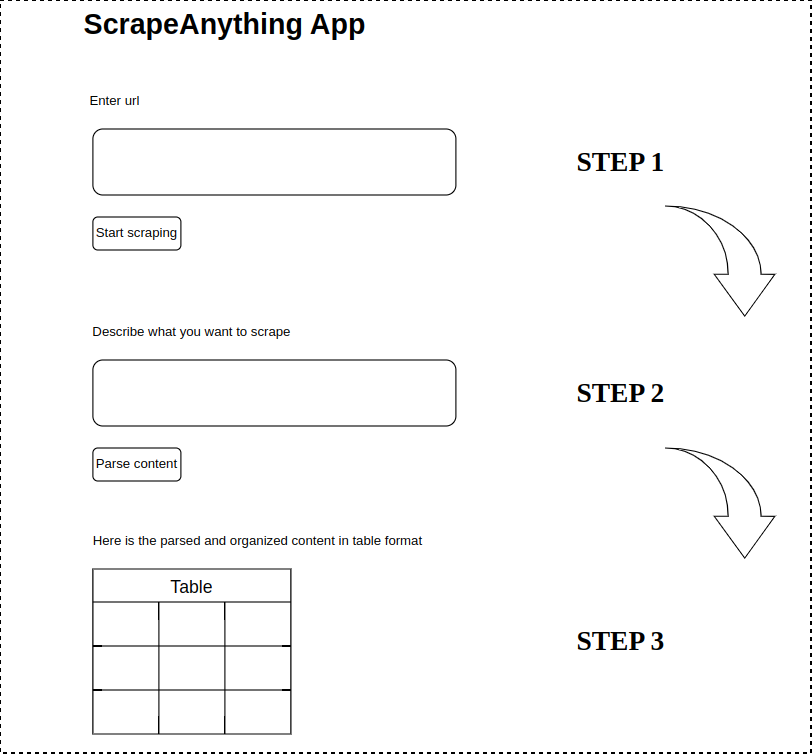 ScrapeAnything App
Enter url
STEP 1
Start scraping
Describe what you want to scrape
STEP 2
Parse content
Here is the parsed and organized content in table format
Table
STEP 3